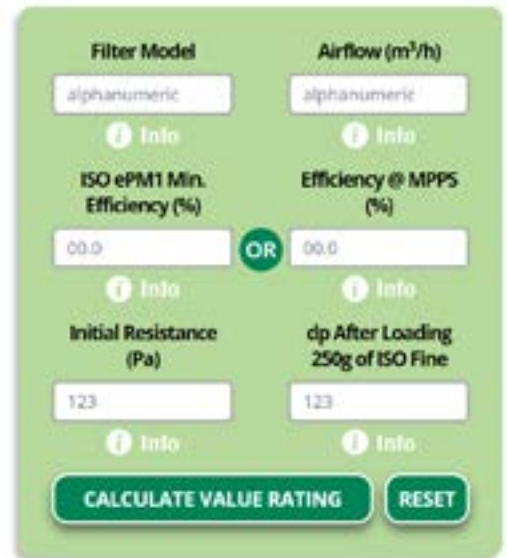 Filter Model
Airflow (m³/h)
alphanumeric
alphanumeric
i Info
i Info
ISO ePM1 Min.
Efficiency (%)
Efficiency @ MPPS
(%)
00.0
OR
00.0
i Info
i Info
Initial Resistance
(Pa)
dp After Loading
250g of ISO Fine
123
123
i Info
i Info
CALCULATE VALUE RATING
RESET